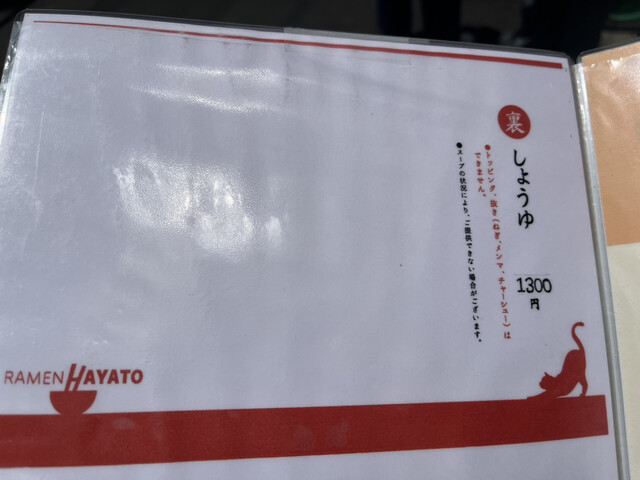 裏
しょうゆ
1300
円
●トッピング、抜き(ねぎ、メンマ、チャーシュー)は
できません。
●スープの状況により、ご提供できない場合がございます。
RAMEN HAYATO